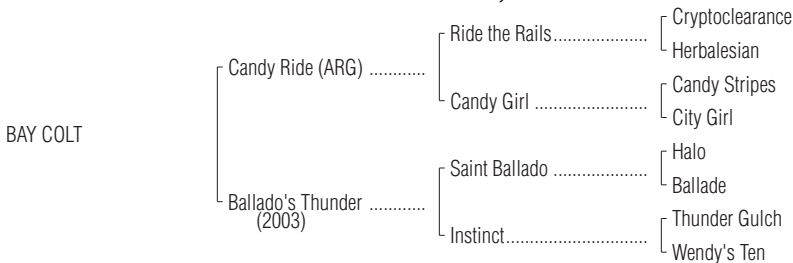 Cryptoclearance
Ride the Rails....................
Herbalesian
Candy Ride (ARG) ............
Candy Stripes
Candy Girl ........................
City Girl
BAY COLT
Halo
Saint Ballado ....................
Ballade
Ballado's Thunder ............
(2003)
Thunder Gulch
Instinct..............................
Wendy's Ten